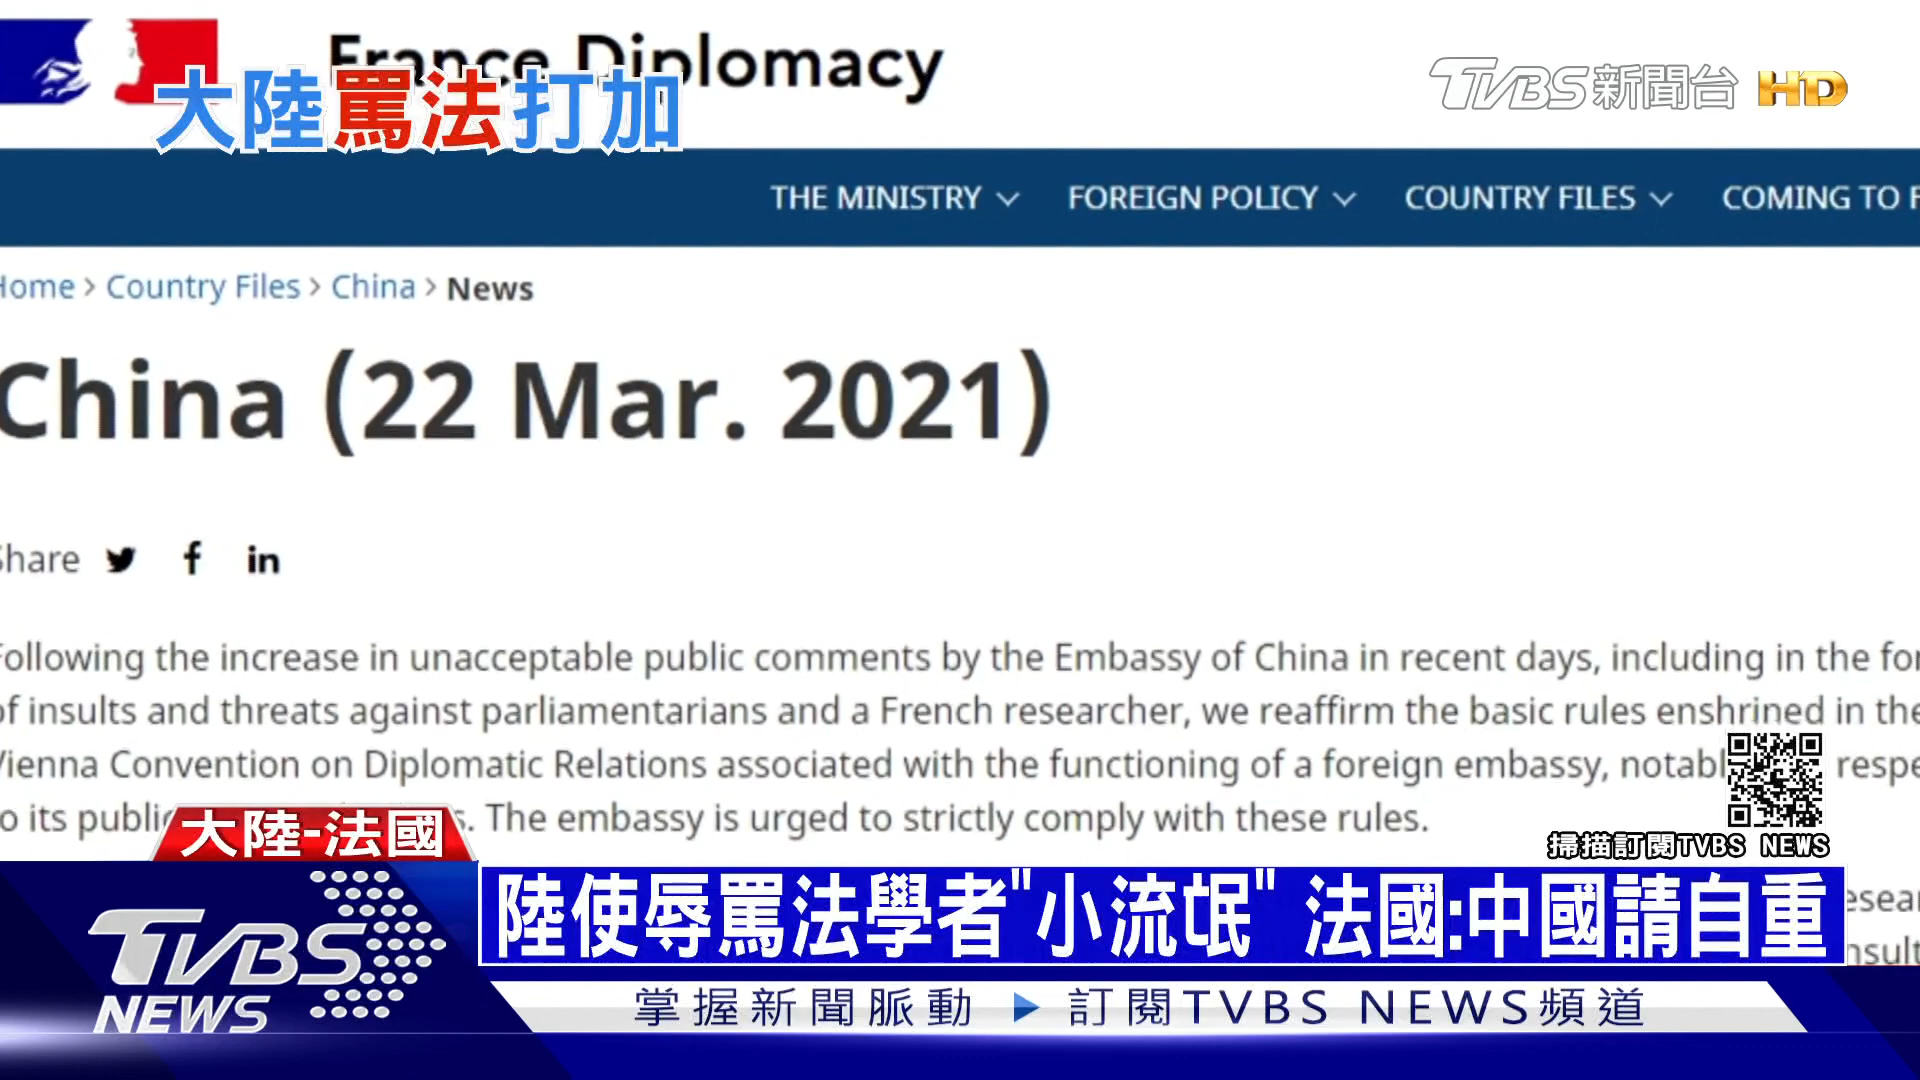 France Diplomacy
大陸罵法打加
TVBS新聞台 HD
THE MINISTRY FOREIGN POLICY COUNTRY FILES COMING TO F
Home > Country Files > China > News
China (22 Mar. 2021)
Share
Following the increase in unacceptable public comments by the Embassy of China in recent days, including in the for
of insults and threats against parliamentarians and a French researcher, we reaffirm the basic rules enshrined in the
Vienna Convention on Diplomatic Relations associated with the functioning of a foreign embassy, notabl respe
to its public s. The embassy is urged to strictly comply with these rules.
掃描訂閱TVBS NEWS
大陸-法國
陸使辱罵法學者"小流氓" 法國:中國請自重
esear
nsult
TVBS
NEWS
掌握新聞脈動 ▶ 訂閱TVBS NEWS頻道